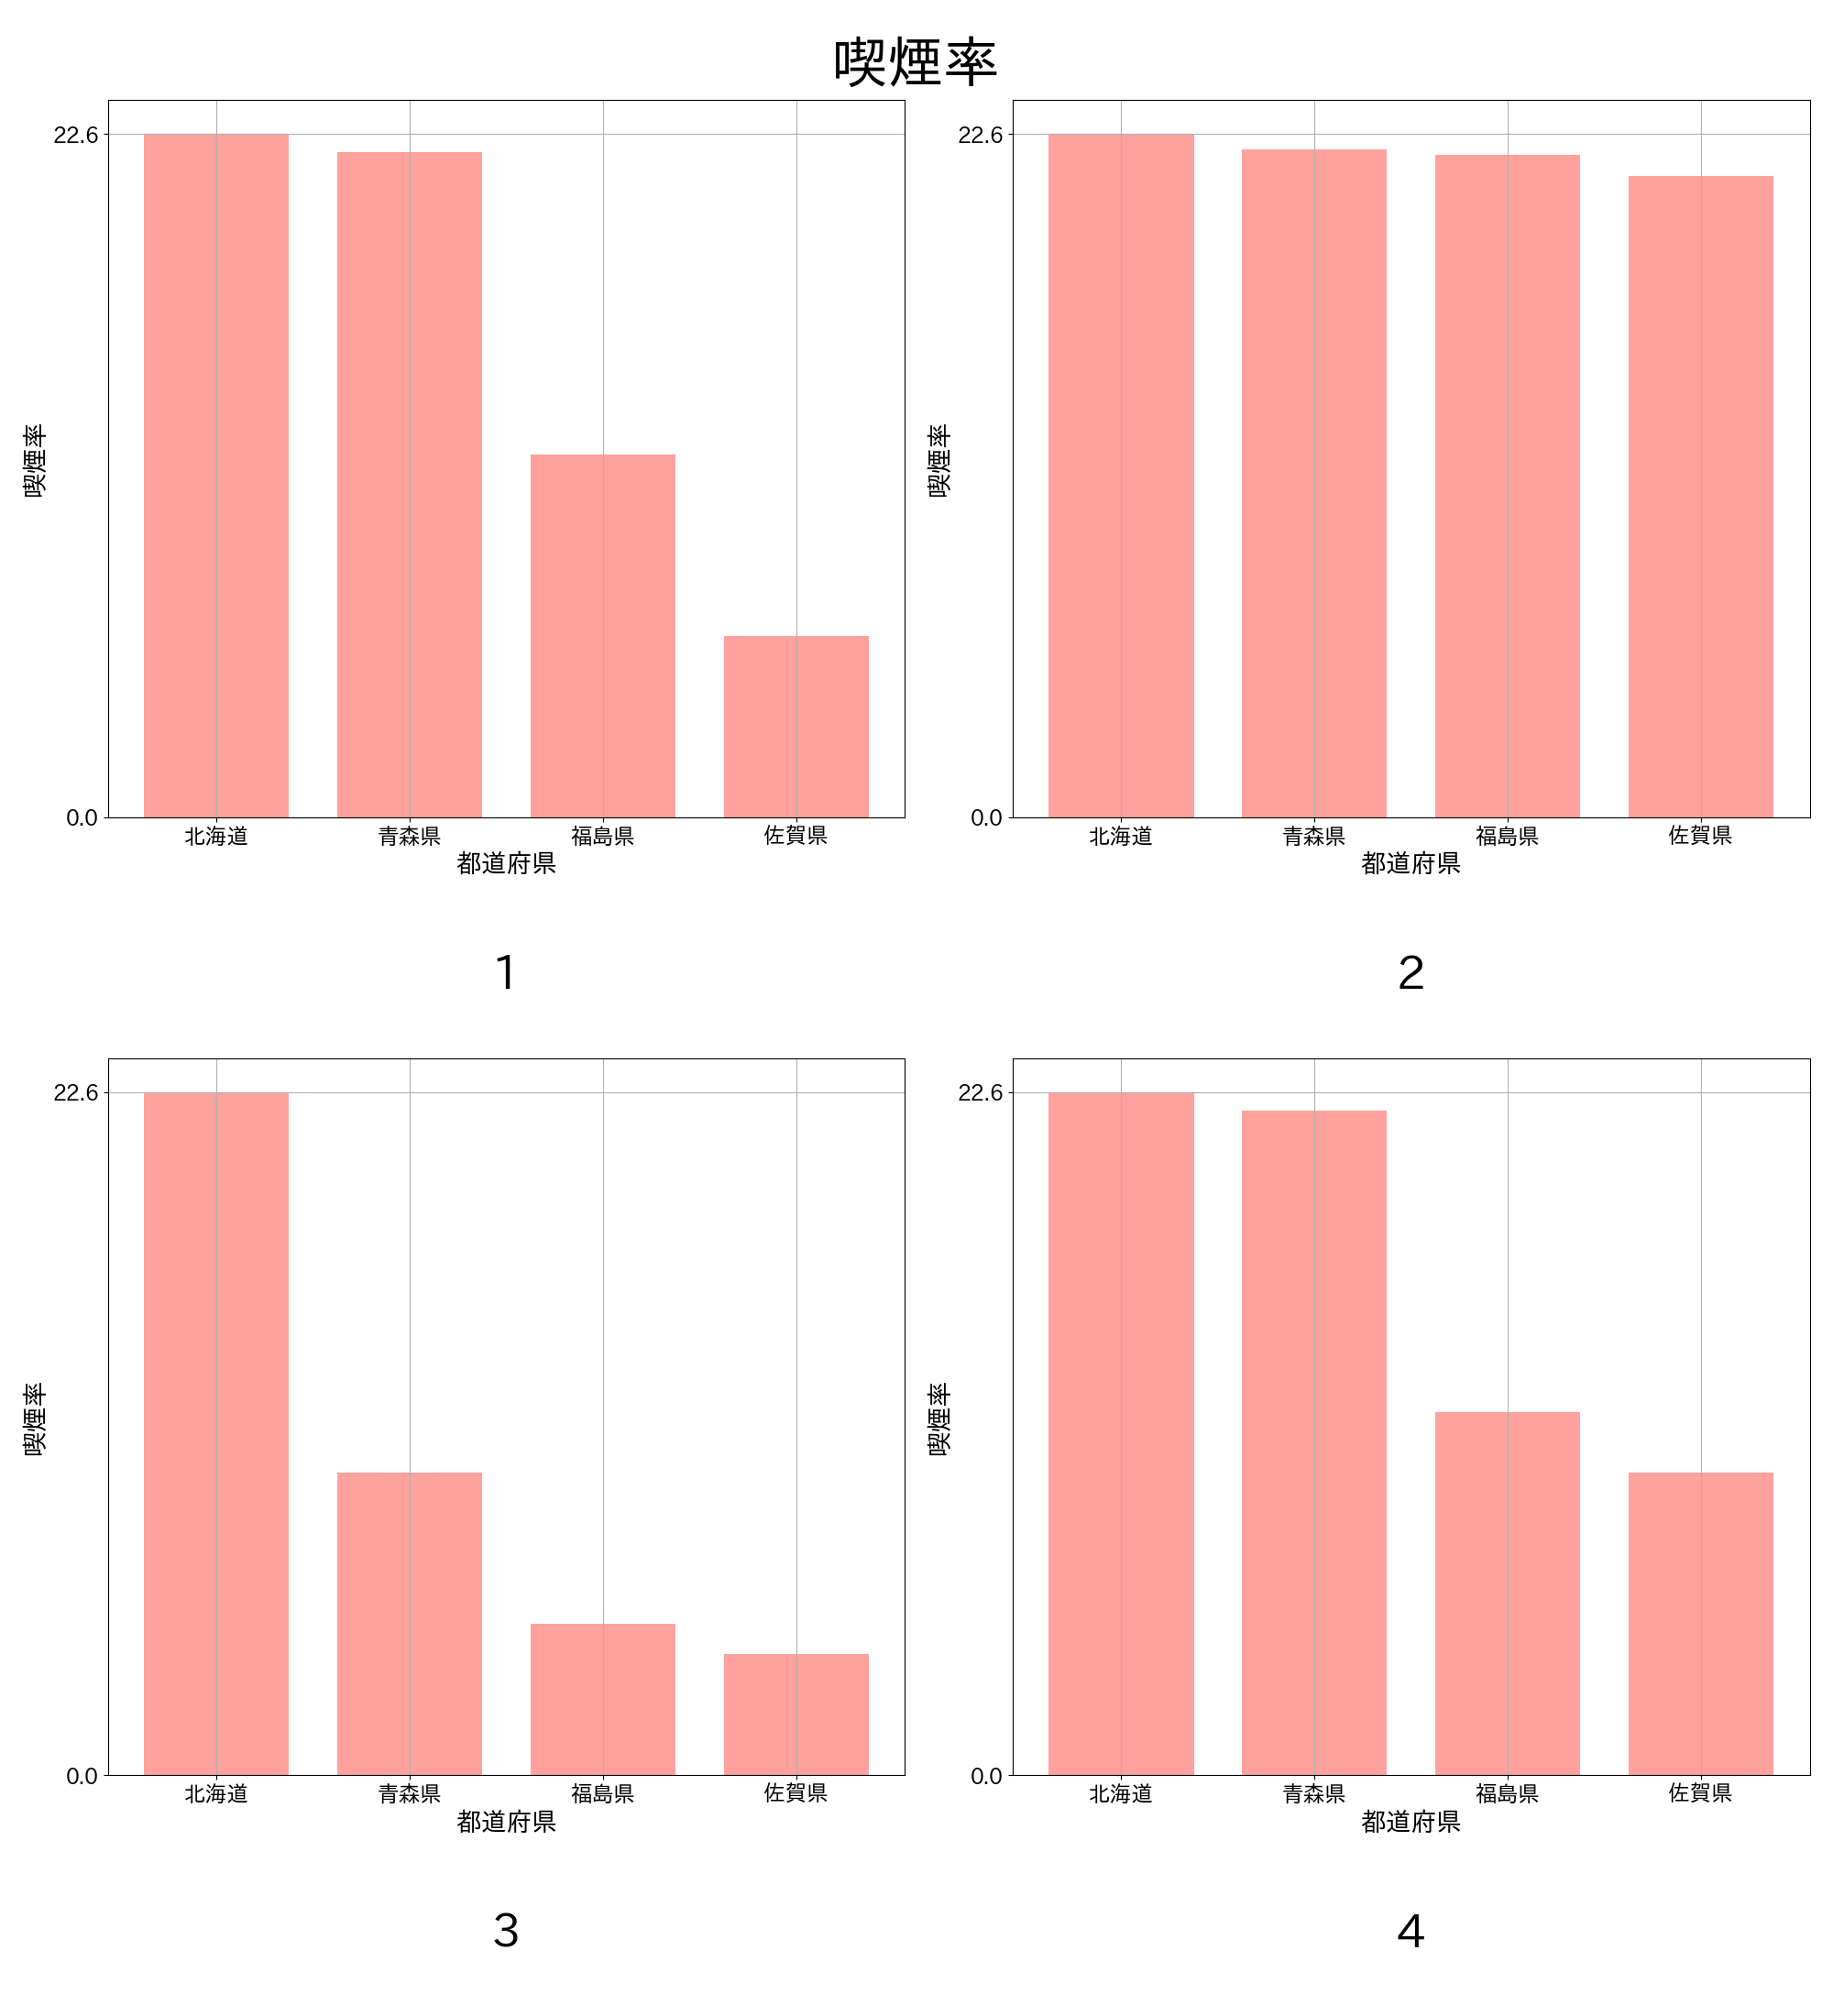 喫煙率
22.6
0.0
喫煙率
北海道 青森県 福島県 佐賀県
都道府県
1
22.6
0.0
喫煙率
北海道 青森県 福島県 佐賀県
都道府県
2
22.6
0.0
喫煙率
北海道 青森県 福島県 佐賀県
都道府県
3
22.6
0.0
喫煙率
北海道 青森県 福島県 佐賀県
都道府県
4